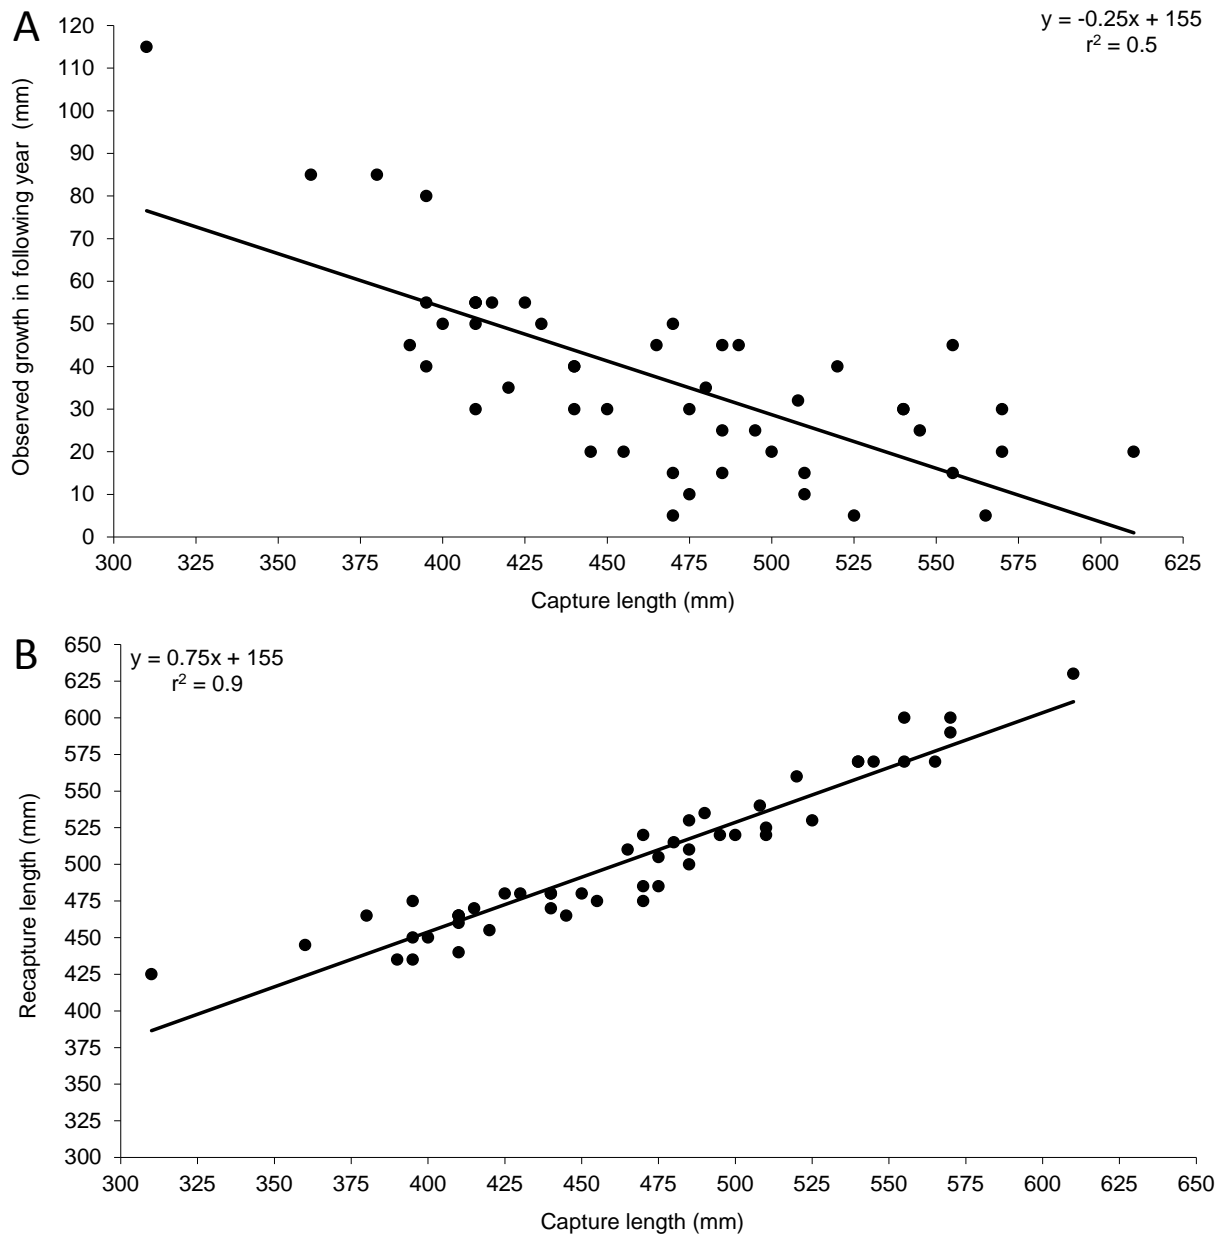 A
y = -0.25x + 155
r² = 0.5
Observed growth in following year (mm)
120
110
100
90
80
70
60
50
40
30
20
10
0
300 325 350 375 400 425 450 475 500 525 550 575 600 625
Capture length (mm)
B
y = 0.75x + 155
r² = 0.9
Recapture length (mm)
650
625
600
575
550
525
500
475
450
425
400
375
350
325
300
300 325 350 375 400 425 450 475 500 525 550 575 600 625 650
Capture length (mm)